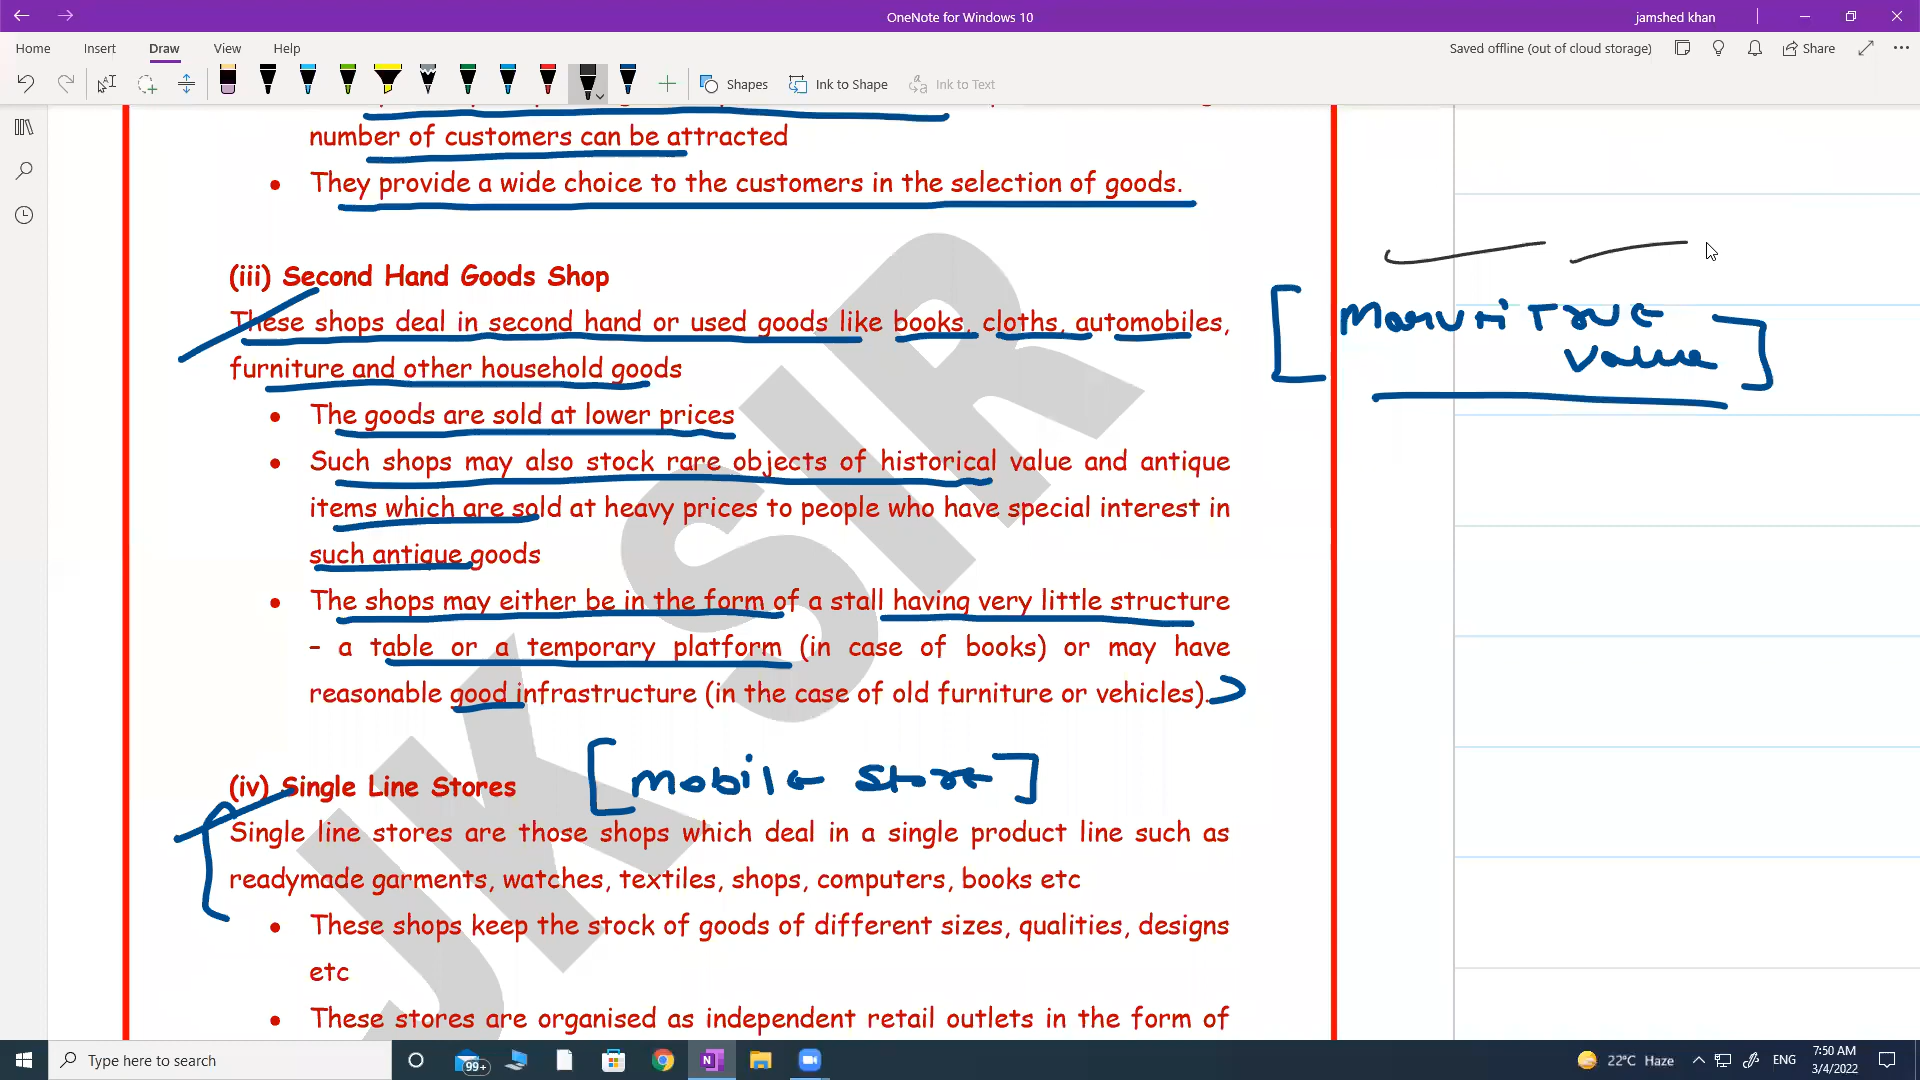 OneNote for Windows 10
jamshed khan
Home Insert Draw View Help
Saved offline (out of cloud storage)
Share
Shapes
Ink to Shape
Ink to Text
number of customers can be attracted
• They provide a wide choice to the customers in the selection of goods.
(iii) Second Hand Goods Shop
These shops deal in second hand or used goods like books, cloths, automobiles,
furniture and other household goods
• The goods are sold at lower prices
• Such shops may also stock rare objects of historical value and antique
items which are sold at heavy prices to people who have special interest in
such antique goods
• The shops may either be in the form of a stall having very little structure
– a table or a temporary platform (in case of books) or may have
reasonable good infrastructure (in the case of old furniture or vehicles).
[Maruti True
Value]
(iv) Single Line Stores
[Mobile Store]
Single line stores are those shops which deal in a single product line such as
readymade garments, watches, textiles, shops, computers, books etc
• These shops keep the stock of goods of different sizes, qualities, designs
etc
• These stores are organised as independent retail outlets in the form of
JK SIR
Type here to search
99+
22°C Haze
ENG
7:50 AM
3/4/2022